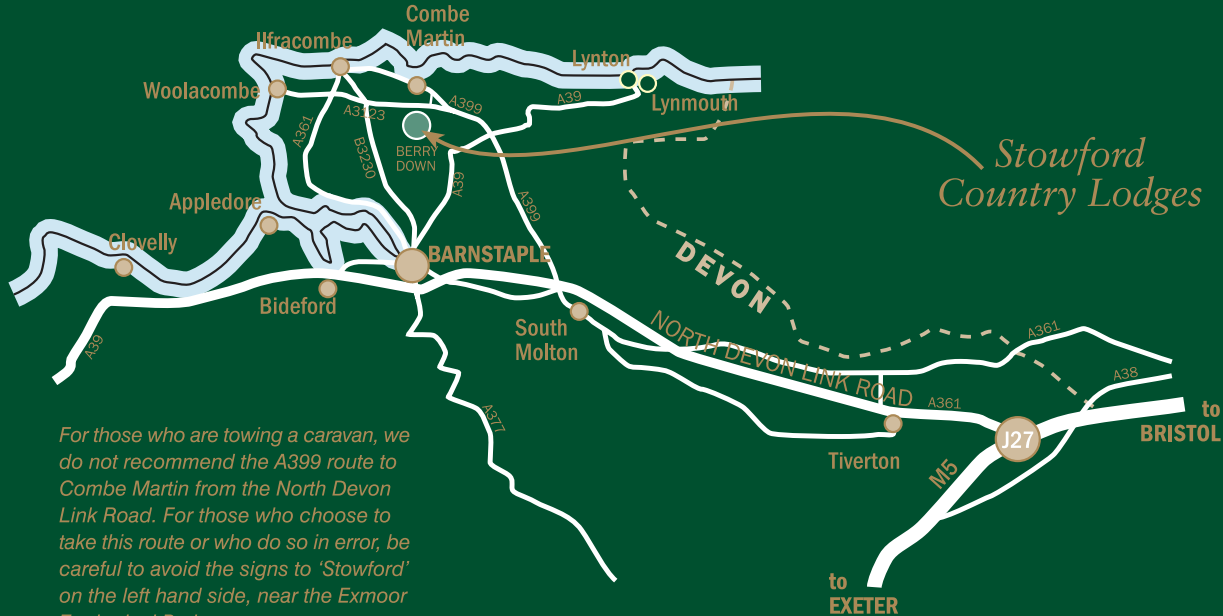 Combe
Martin
Ilfracombe
Lynton
Woolacombe
Lynmouth
A399
A39
A3123
A361
B3230
BERRY
DOWN
A39
A399
Stowford
Country Lodges
Appledore
Clovelly
BARNSTAPLE
DEVON
Bideford
South
Molton
NORTH DEVON LINK ROAD
A361
A39
A38
A361
A377
to
BRISTOL
J27
Tiverton
M5
to
EXETER
For those who are towing a caravan, we
do not recommend the A399 route to
Combe Martin from the North Devon
Link Road. For those who choose to
take this route or who do so in error, be
careful to avoid the signs to ‘Stowford’
on the left hand side, near the Exmoor